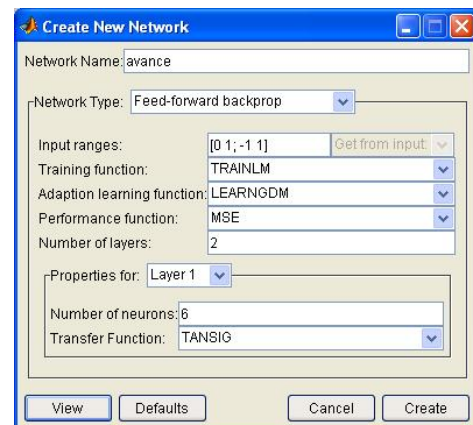 Create New Network
Network Name: avance
Network Type: Feed-forward backprop
Input ranges: [0 1; -1 1] Get from input:
Training function: TRAINLM
Adaption learning function: LEARNGDM
Performance function: MSE
Number of layers: 2
Properties for: Layer 1
Number of neurons: 6
Transfer Function: TANSIG
View Defaults Cancel Create